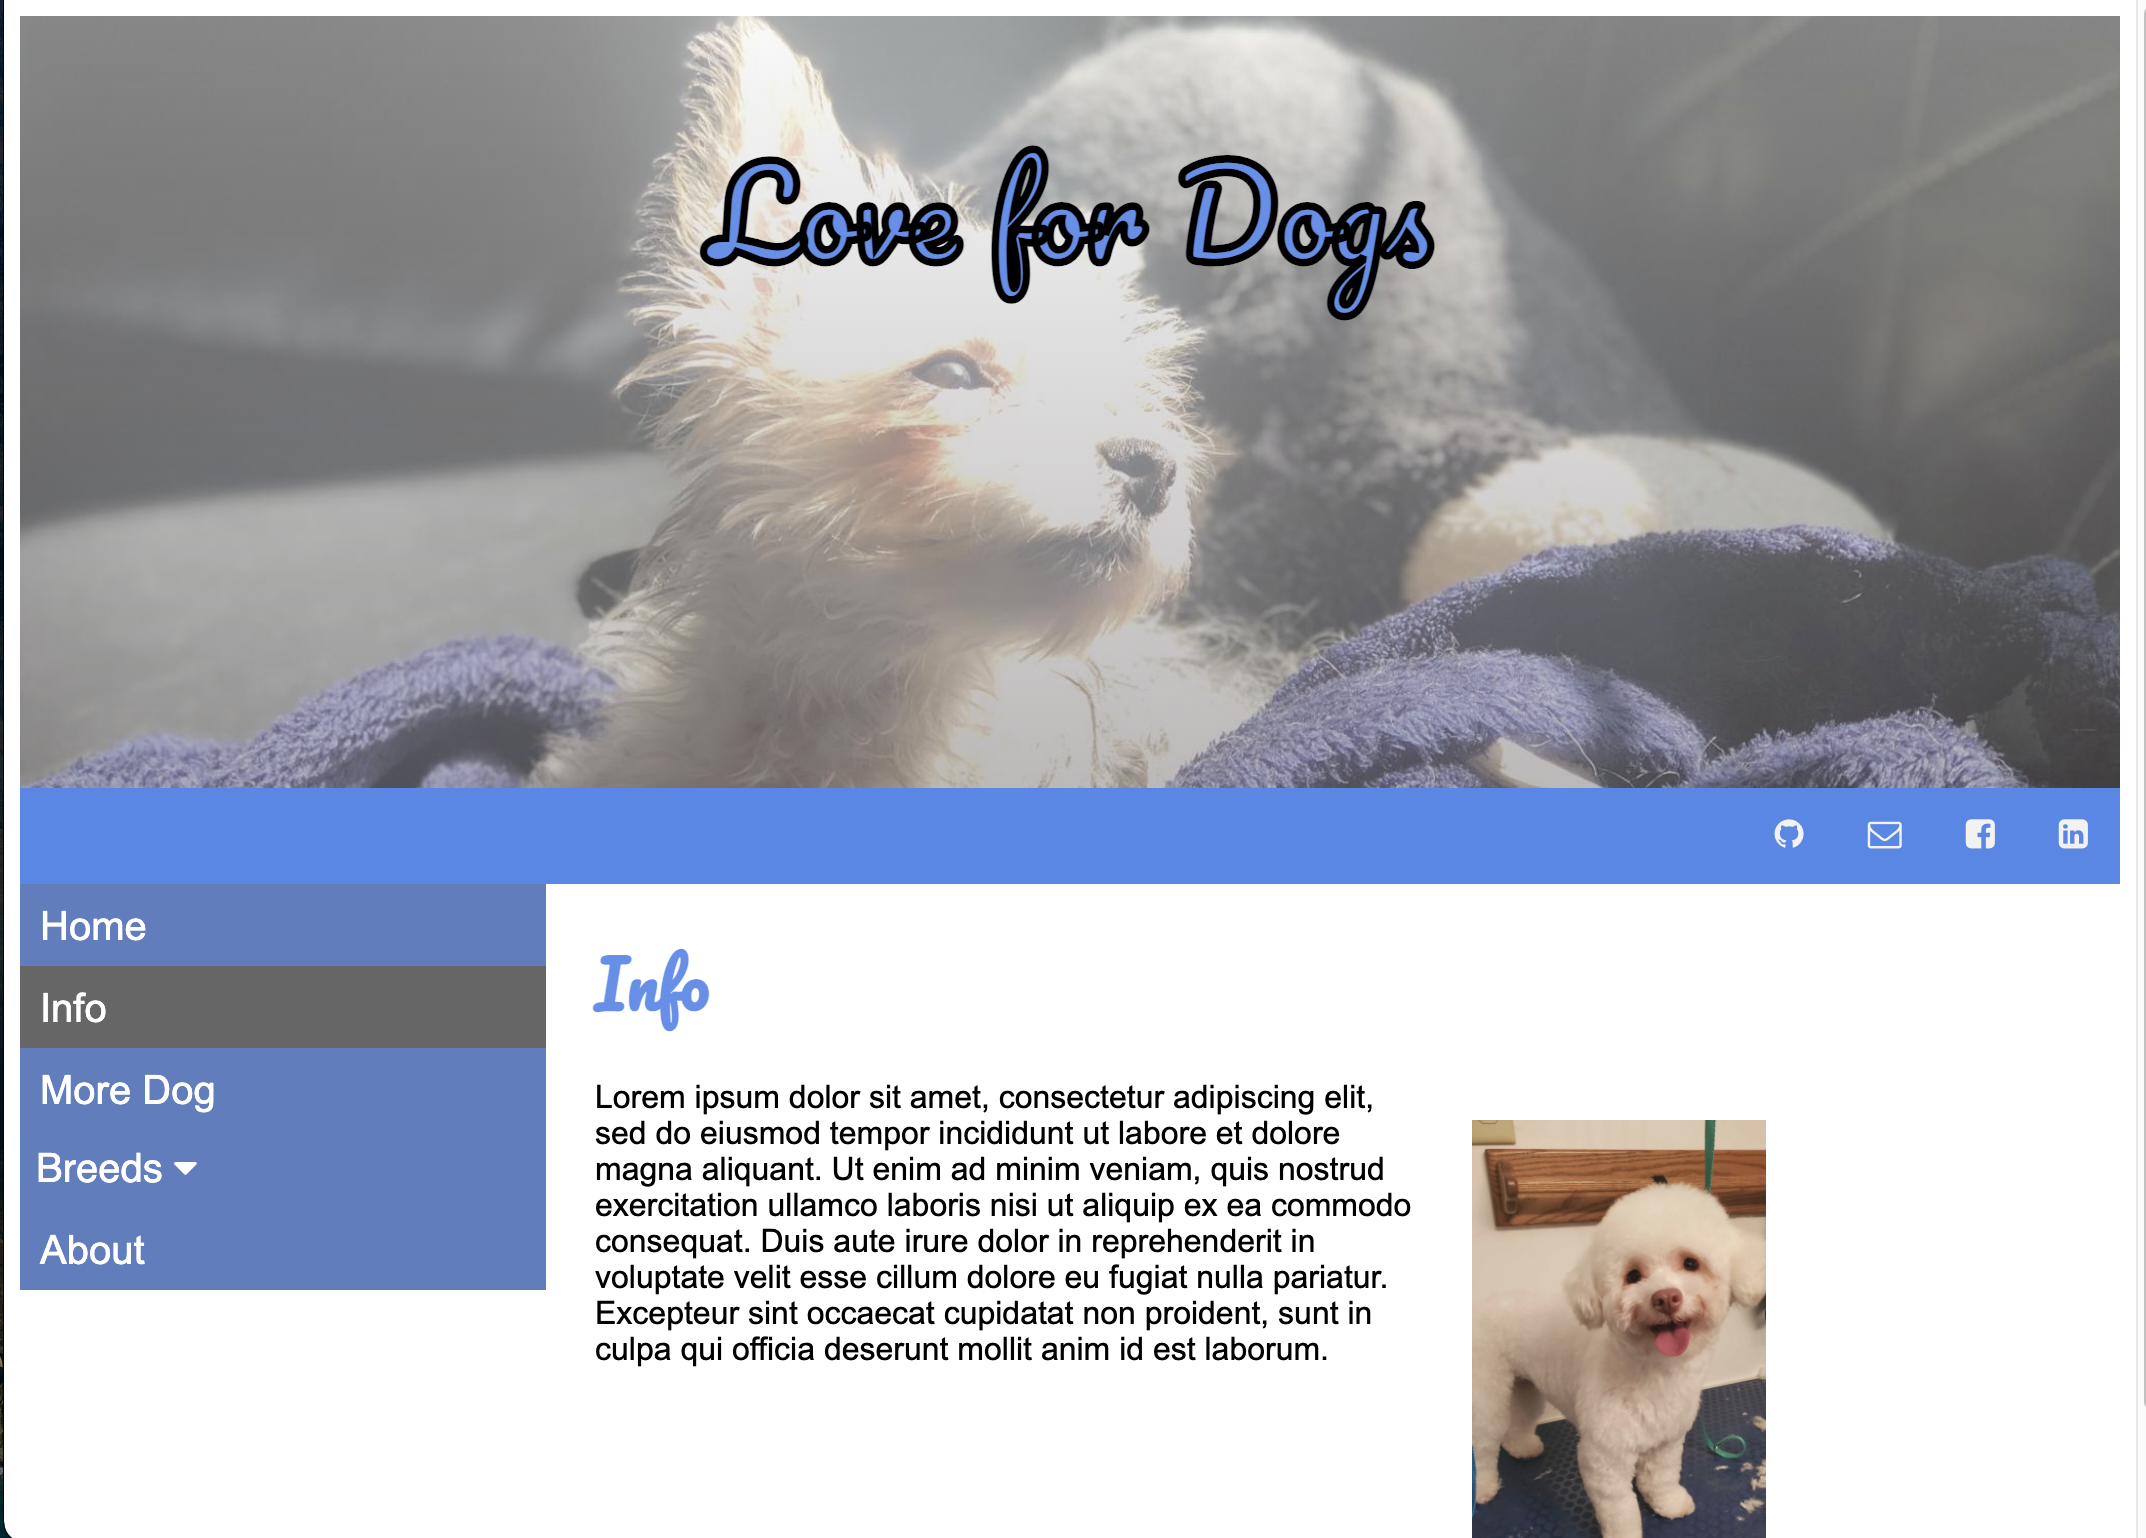 Love for Dogs
Home
Info
More Dog
Breeds
About
Info
Lorem ipsum dolor sit amet, consectetur adipiscing elit,
sed do eiusmod tempor incididunt ut labore et dolore
magna aliquant. Ut enim ad minim veniam, quis nostrud
exercitation ullamco laboris nisi ut aliquip ex ea commodo
consequat. Duis aute irure dolor in reprehenderit in
voluptate velit esse cillum dolore eu fugiat nulla pariatur.
Excepteur sint occaecat cupidatat non proident, sunt in
culpa qui officia deserunt mollit anim id est laborum.